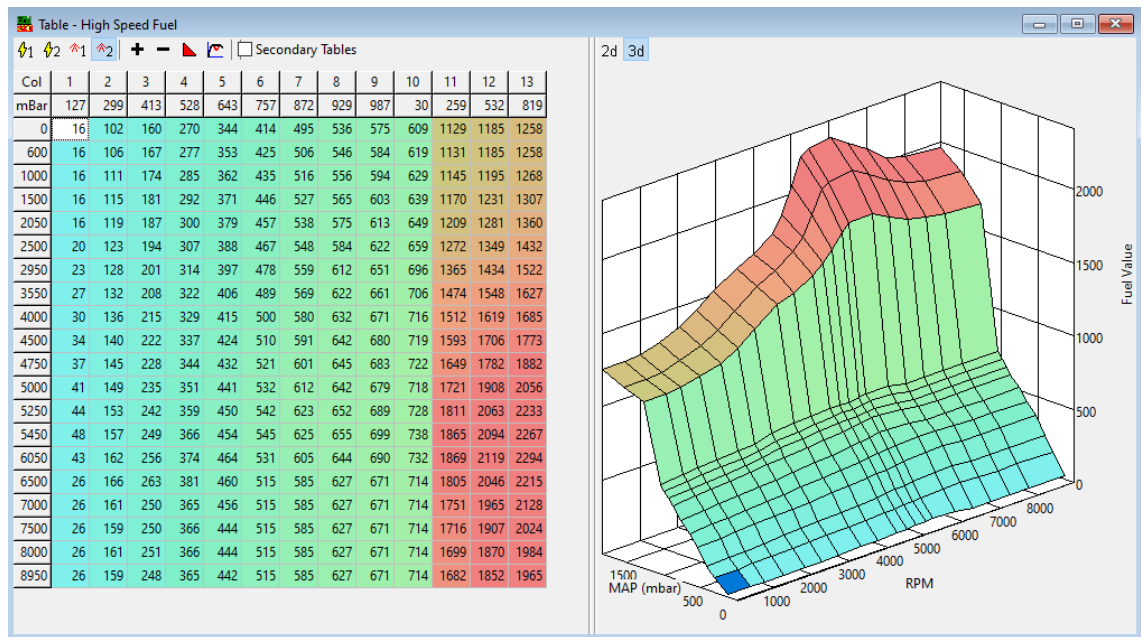 Table - High Speed Fuel
1 2 1 2 + − Secondary Tables
2d 3d
Col 1 2 3 4 5 6 7 8 9 10 11 12 13
mBar 127 299 413 528 643 757 872 929 987 30 259 532 819
0 16 102 160 270 344 414 495 536 575 609 1129 1185 1258
600 16 106 167 277 353 425 506 546 584 619 1131 1185 1258
1000 16 111 174 285 362 435 516 556 594 629 1145 1195 1268
1500 16 115 181 292 371 446 527 565 603 639 1170 1231 1307
2050 16 119 187 300 379 457 538 575 613 649 1209 1281 1360
2500 20 123 194 307 388 467 548 584 622 659 1272 1349 1432
2950 23 128 201 314 397 478 559 612 651 696 1365 1434 1522
3550 27 132 208 322 406 489 569 622 661 706 1474 1548 1627
4000 30 136 215 329 415 500 580 632 671 716 1512 1619 1685
4500 34 140 222 337 424 510 591 642 680 719 1593 1706 1773
4750 37 145 228 344 432 521 601 645 683 722 1649 1782 1882
5000 41 149 235 351 441 532 612 642 679 718 1721 1908 2056
5250 44 153 242 359 450 542 623 652 689 728 1811 2063 2233
5450 48 157 249 366 454 545 625 655 699 738 1865 2094 2267
6050 43 162 256 374 464 531 605 644 690 732 1869 2119 2294
6500 26 166 263 381 460 515 585 627 671 714 1805 2046 2215
7000 26 161 250 365 456 515 585 627 671 714 1751 1965 2128
7500 26 159 250 366 444 515 585 627 671 714 1716 1907 2024
8000 26 161 251 366 444 515 585 627 671 714 1699 1870 1984
8950 26 159 248 365 442 515 585 627 671 714 1682 1852 1965
2000
1500
1000
500
0
Fuel Value
1500
500
0
MAP (mbar)
1000 2000 3000 4000 5000 6000 7000 8000
RPM